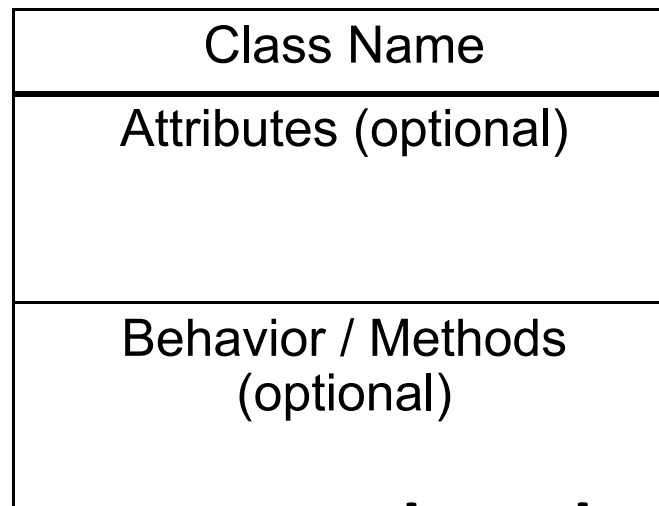 Class Name
Attributes (optional)
Behavior / Methods
(optional)